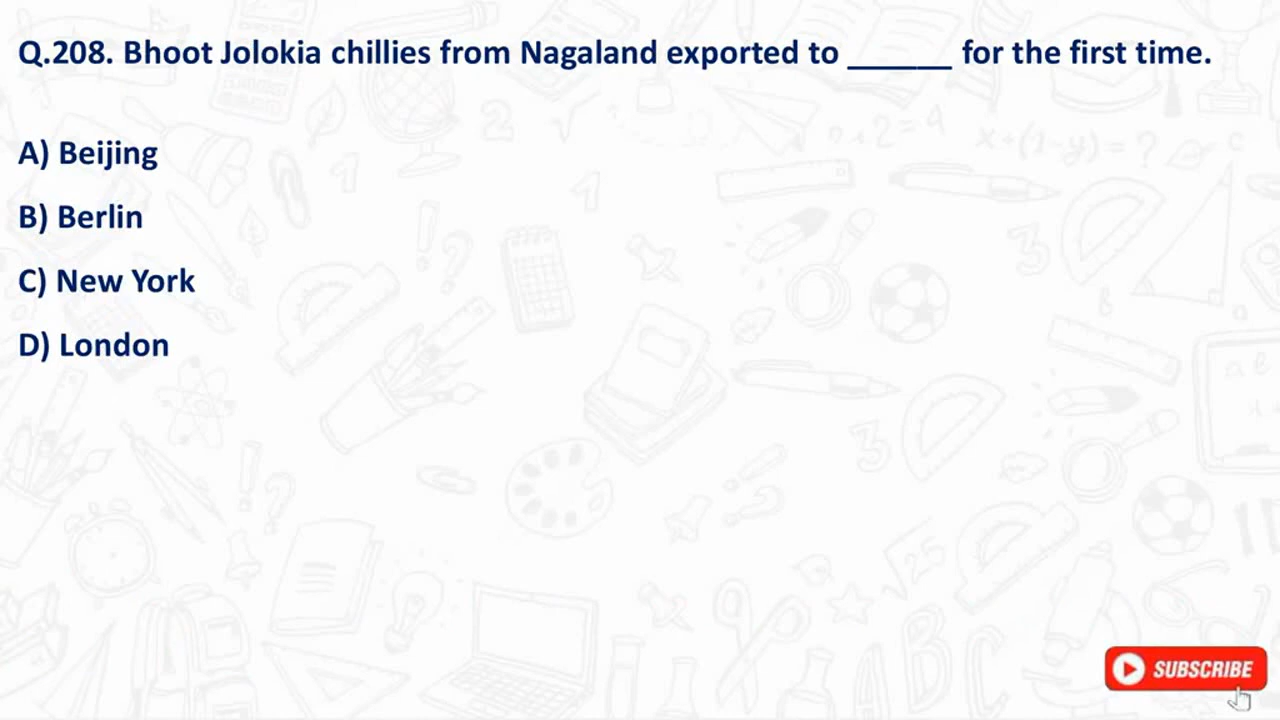 Q.208. Bhoot Jolokia chillies from Nagaland exported to ______ for the first time.
A) Beijing
B) Berlin
C) New York
D) London
SUBSCRIBE